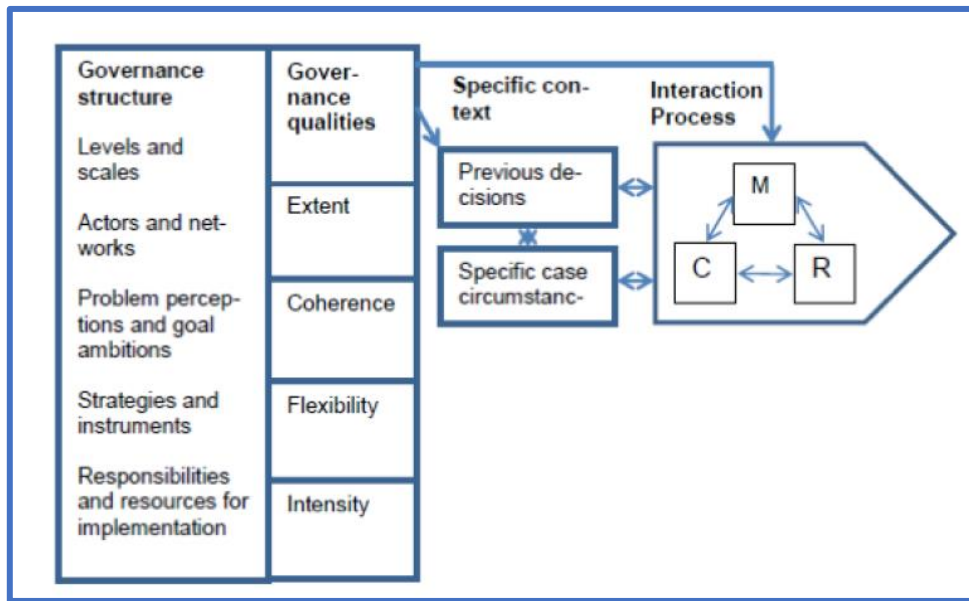 Governance
structure
Levels and
scales
Actors and net-
works
Problem percep-
tions and goal
ambitions
Strategies and
instruments
Responsibilities
and resources for
implementation
Gover-
nance
qualities
Extent
Coherence
Flexibility
Intensity
Specific con-
text
Previous de-
cisions
Specific case
circumstanc-
Interaction
Process
M
C
R